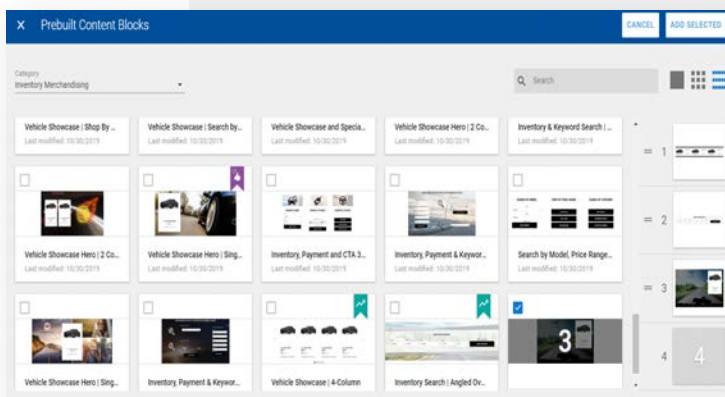 × Prebuilt Content Blocks
CANCEL
ADD SELECTED
Category
Inventory Merchandising
Search
Vehicle Showcase | Shop By ...
Last modified: 10/30/2019
Vehicle Showcase | Search by...
Last modified: 10/30/2019
Vehicle Showcase and Specia...
Last modified: 10/30/2019
Vehicle Showcase Hero | 2 Co...
Last modified: 10/30/2019
Inventory & Keyword Search | ...
Last modified: 10/30/2019
Vehicle Showcase Hero | 2 Co...
Last modified: 10/30/2019
Vehicle Showcase Hero | Sing...
Last modified: 10/30/2019
Inventory, Payment and CTA 3...
Last modified: 10/30/2019
Inventory, Payment & Keywor...
Last modified: 10/30/2019
Search by Model, Price Range...
Last modified: 10/30/2019
Vehicle Showcase Hero | Sing...
Inventory, Payment & Keywor...
Vehicle Showcase | 4-Column
Inventory Search | Angled Ov...
3
= 1
= 2
= 3
4
4